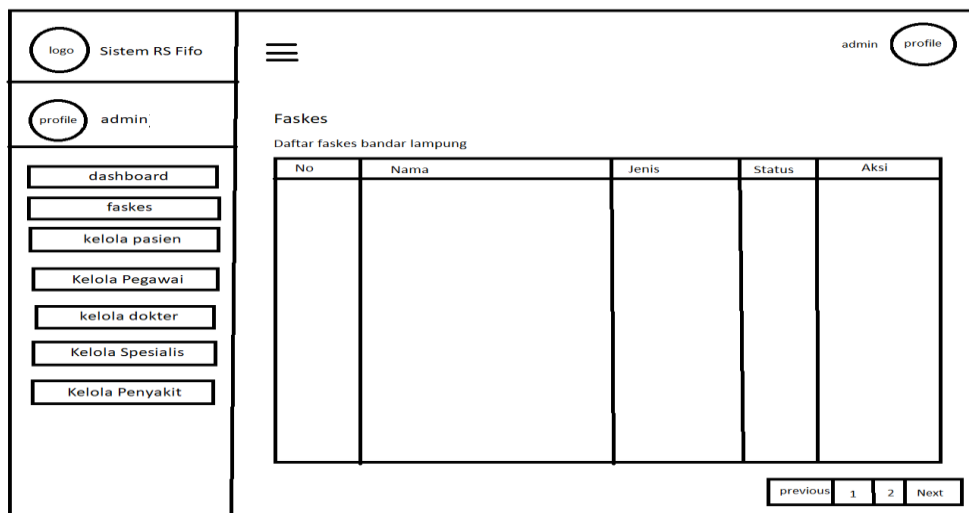 logo Sistem RS Fifo
profile admin
dashboard
faskes
kelola pasien
Kelola Pegawai
kelola dokter
Kelola Spesialis
Kelola Penyakit
admin profile
Faskes
Daftar faskes bandar lampung
No Nama Jenis Status Aksi
previous 1 2 Next